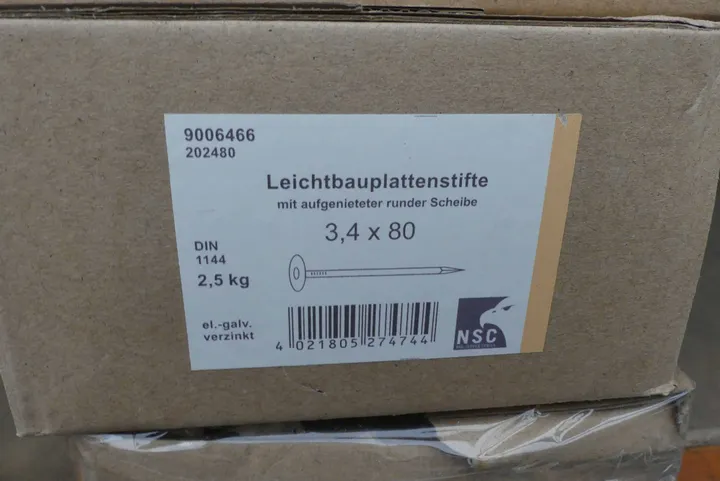 9006466
202480
Leichtbauplattenstifte
mit aufgenieteter runder Scheibe
3,4 x 80
DIN
1144
2,5 kg
el.-galv.
verzinkt
4 021805 274744
NSC